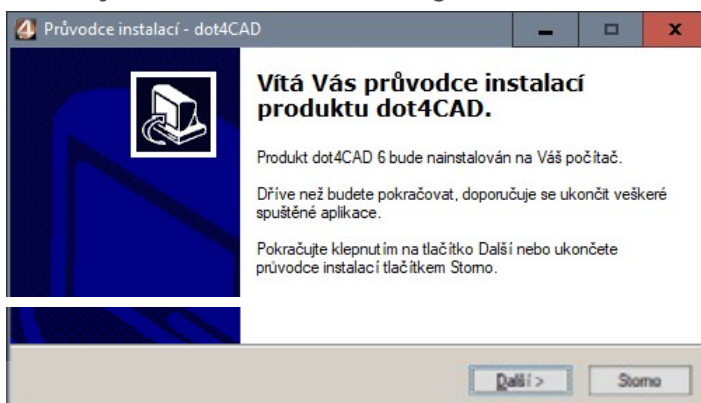 Průvodce instalací - dot4CAD
Vítá Vás průvodce instalací
produktu dot4CAD.
Produkt dot4CAD 6 bude nainstalován na Váš počítač.
Dříve než budete pokračovat, doporučuje se ukončit veškeré
spuštěné aplikace.
Pokračujte klepnutím na tlačítko Další nebo ukončete
průvodce instalací tlačítkem Storno.
Další > Storno